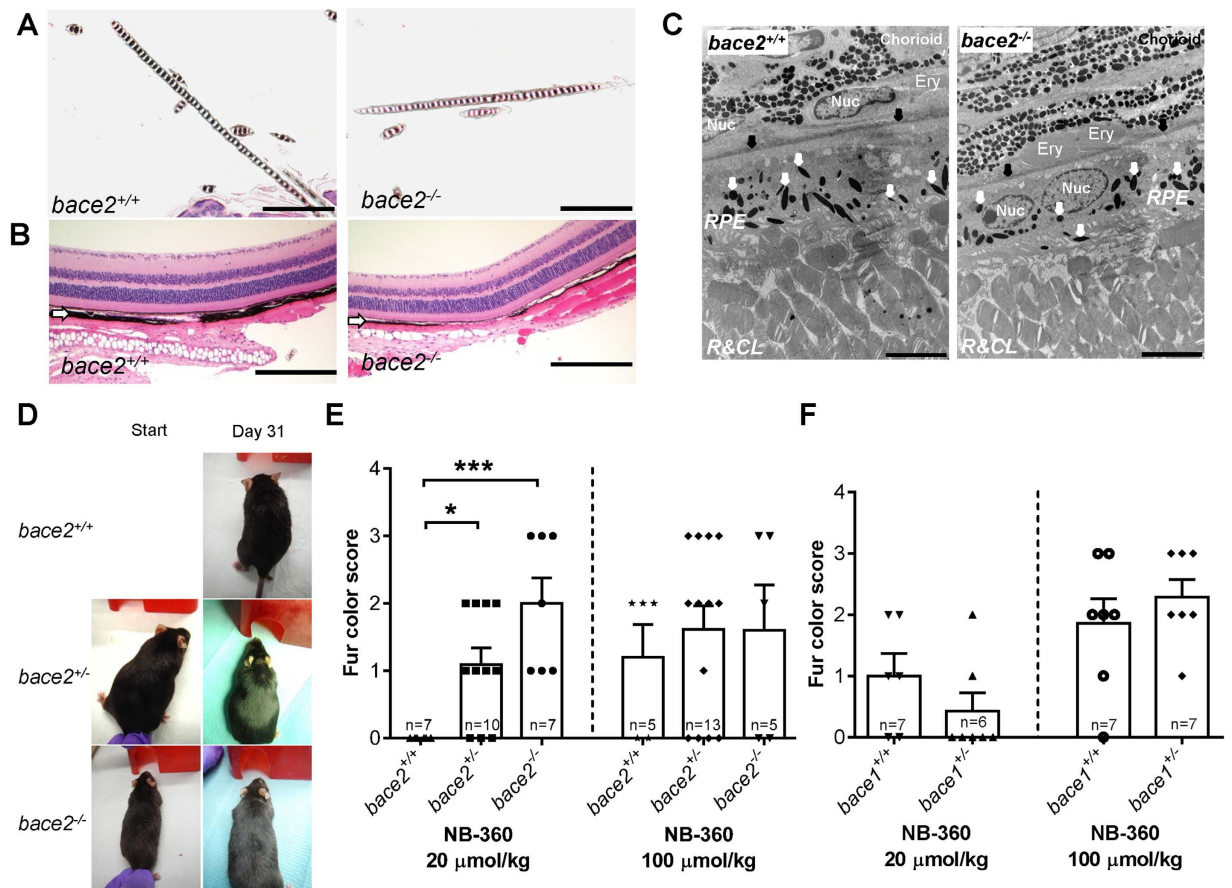 A
bace2+/+
bace2-/-
B
bace2+/+
bace2-/-
C
bace2+/+
Chorioid
Ery
Nuc
Nuc
RPE
R&CL
bace2-/-
Chorioid
Ery
Ery
Nuc
Nuc
RPE
R&CL
D
Start Day 31
bace2+/+
bace2+/-
bace2-/-
E
Fur color score
4
3
2
1
0
***
*
n=7 n=10 n=7 n=5 n=13 n=5
bace2+/+ bace2+/- bace2-/- bace2+/+ bace2+/- bace2-/-
NB-360 NB-360
20 μmol/kg 100 μmol/kg
F
Fur color score
4
3
2
1
0
n=7 n=6 n=7 n=7
bace1+/+ bace1+/- bace1+/+ bace1+/-
NB-360 NB-360
20 μmol/kg 100 μmol/kg